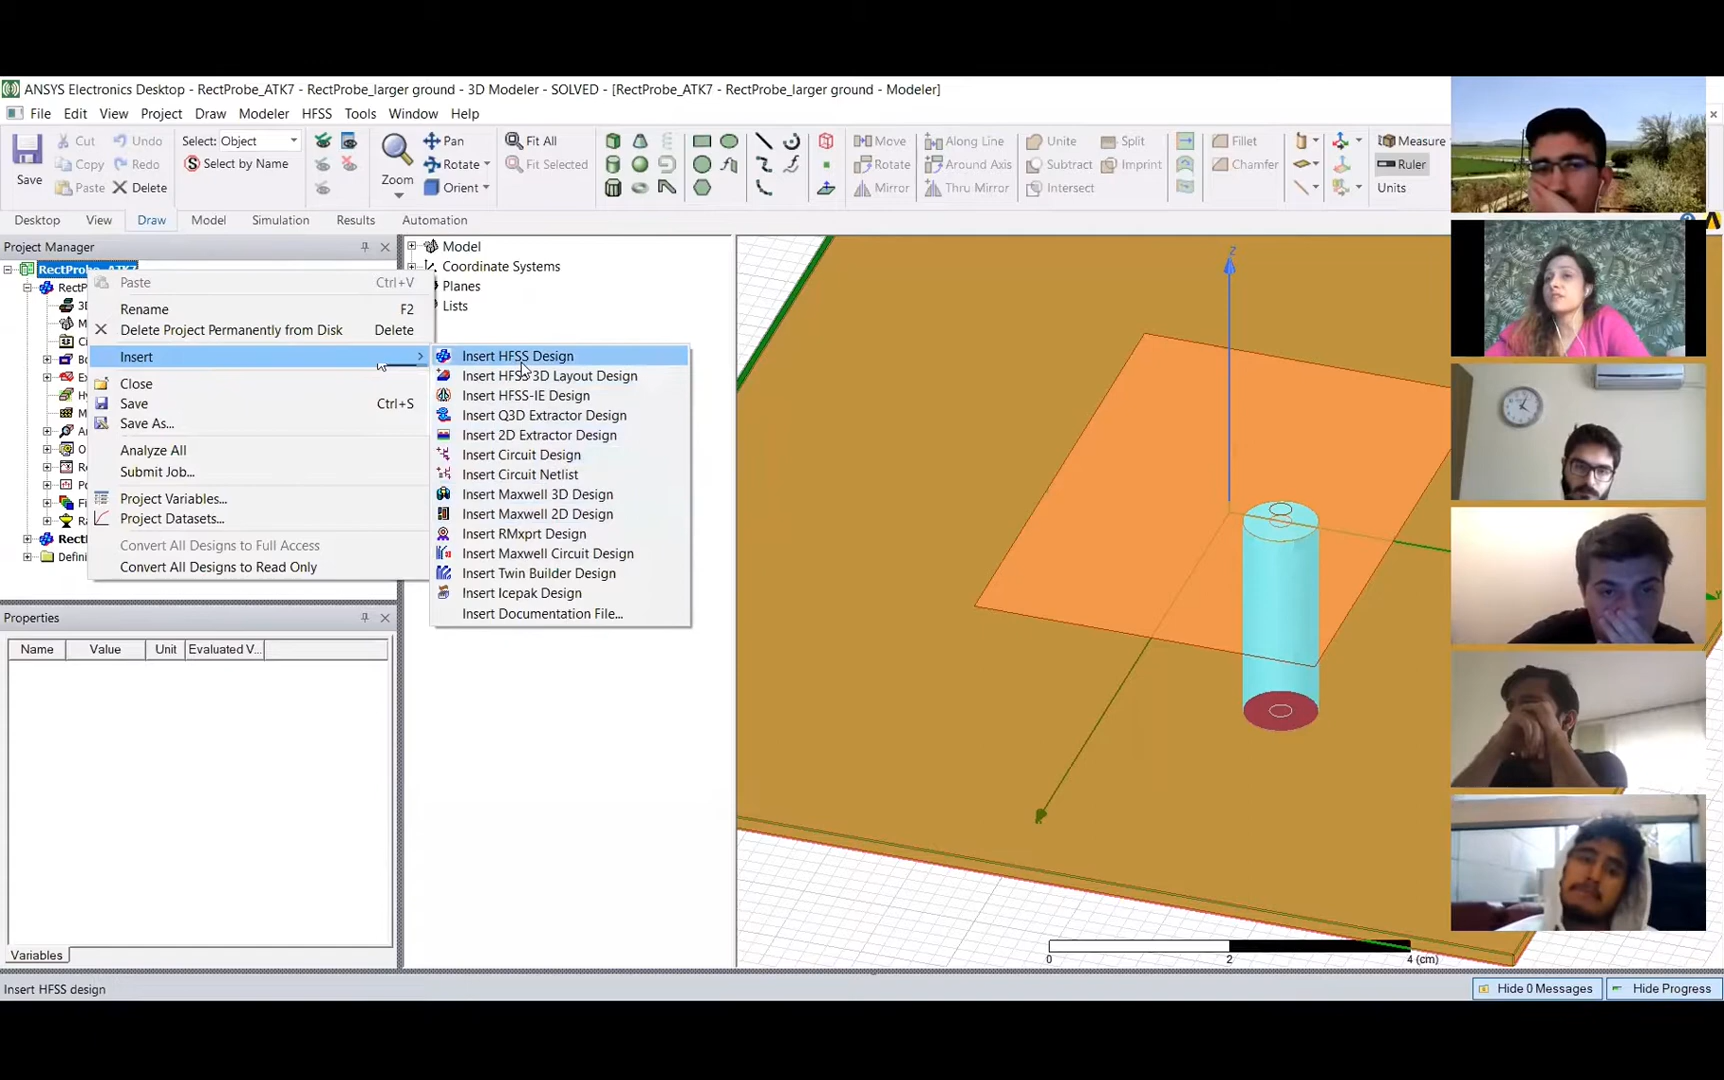 ANSYS Electronics Desktop - RectProbe_ATK7 - RectProbe_larger ground - 3D Modeler - SOLVED - [RectProbe_ATK7 - RectProbe_larger ground - Modeler]
File Edit View Project Draw Modeler HFSS Tools Window Help
Save
Cut Undo
Copy Redo
Paste Delete
Select: Object
Select by Name
Zoom
Pan
Rotate
Orient
Fit All
Fit Selected
Move Along Line Unite Split Fillet Measure
Rotate Around Axis Subtract Imprint Chamfer Ruler
Mirror Thru Mirror Intersect Units
Desktop View Draw Model Simulation Results Automation
Project Manager
RectProbe_ATK7
Paste Ctrl+V
Rename F2
Delete Project Permanently from Disk Delete
Insert
Close
Save Ctrl+S
Save As...
Analyze All
Submit Job...
Project Variables...
Project Datasets...
Convert All Designs to Full Access
Convert All Designs to Read Only
Insert HFSS Design
Insert HFSS 3D Layout Design
Insert HFSS-IE Design
Insert Q3D Extractor Design
Insert 2D Extractor Design
Insert Circuit Design
Insert Circuit Netlist
Insert Maxwell 3D Design
Insert Maxwell 2D Design
Insert RMxprt Design
Insert Maxwell Circuit Design
Insert Twin Builder Design
Insert Icepak Design
Insert Documentation File...
Model
Coordinate Systems
Planes
Lists
Z
Y
0 2 4 (cm)
Properties
Name Value Unit Evaluated V...
Variables
Insert HFSS design
Hide 0 Messages Hide Progress